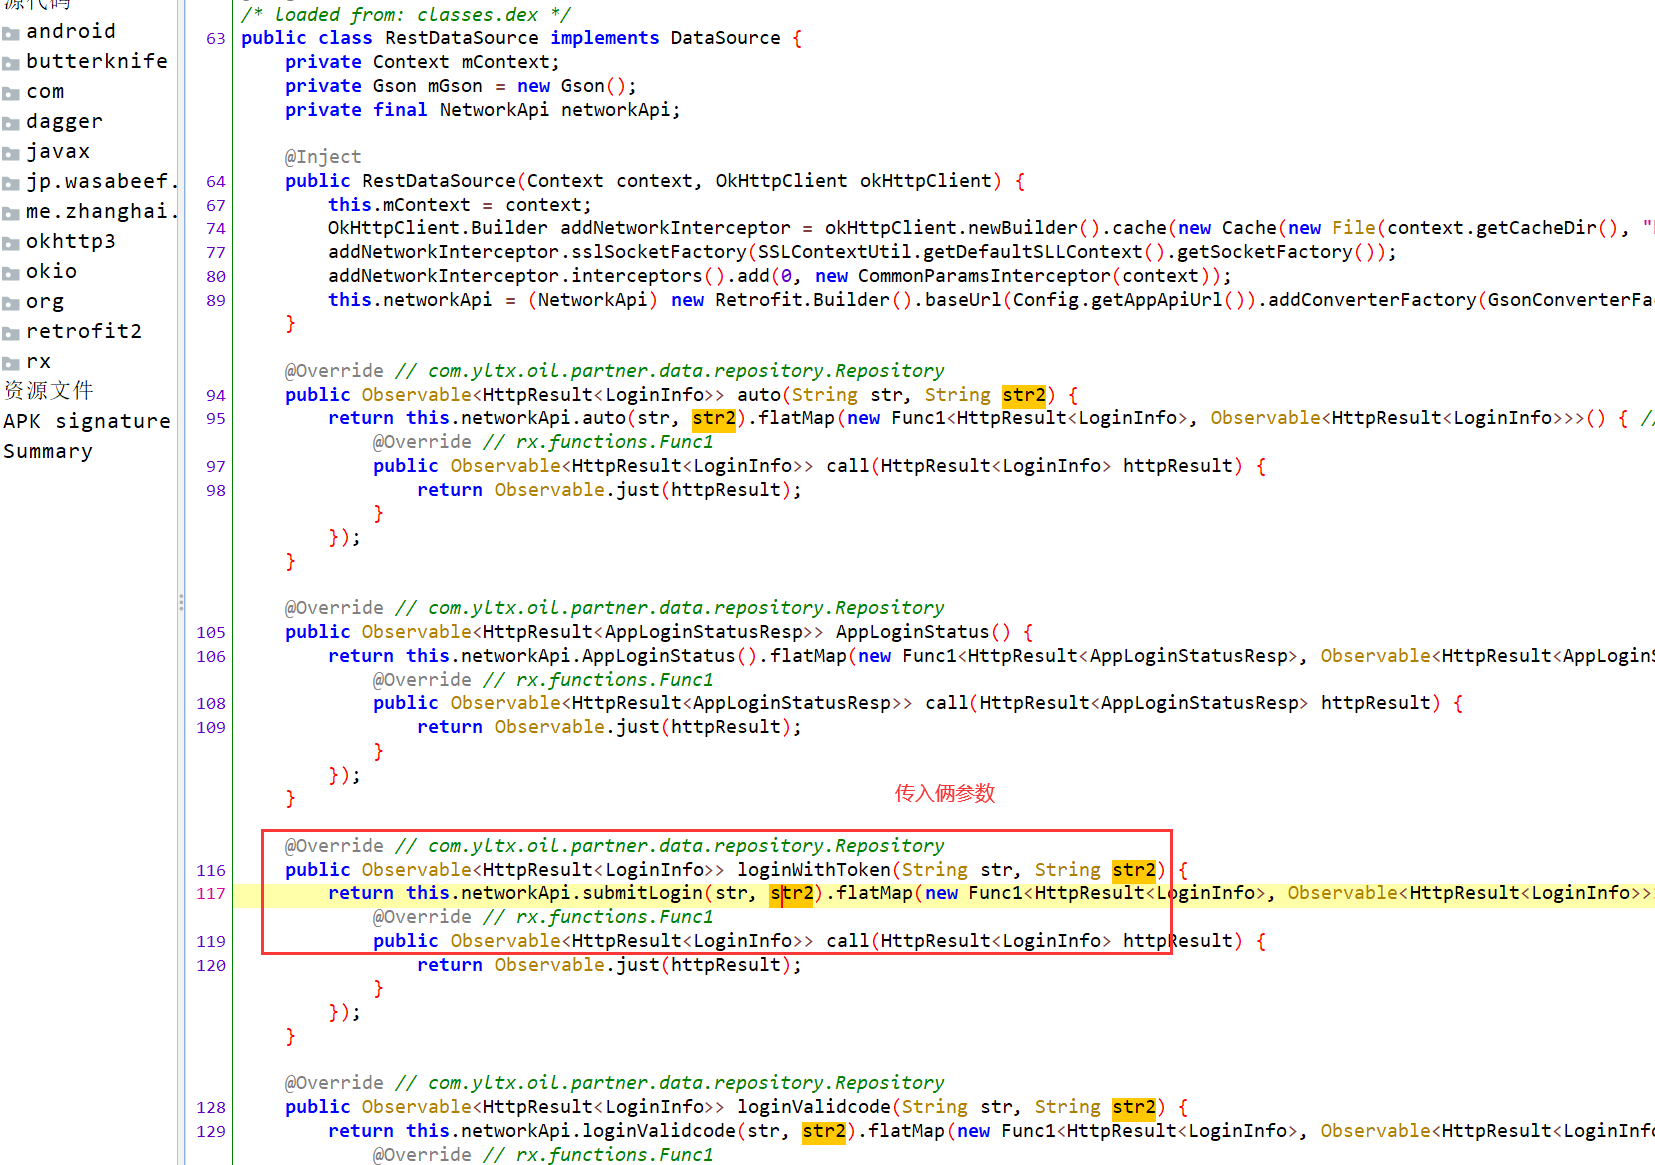 源代码
android
butterknife
com
dagger
javax
jp.wasabeef.
me.zhanghai.
okhttp3
okio
org
retrofit2
rx
资源文件
APK signature
Summary
/* loaded from: classes.dex */
63 public class RestDataSource implements DataSource {
private Context mContext;
private Gson mGson = new Gson();
private final NetworkApi networkApi;
@Inject
64 public RestDataSource(Context context, OkHttpClient okHttpClient) {
67 this.mContext = context;
74 OkHttpClient.Builder addNetworkInterceptor = okHttpClient.newBuilder().cache(new Cache(new File(context.getCacheDir(), "
77 addNetworkInterceptor.sslSocketFactory(SSLContextUtil.getDefaultSLLContext().getSocketFactory());
80 addNetworkInterceptor.interceptors().add(0, new CommonParamsInterceptor(context));
89 this.networkApi = (NetworkApi) new Retrofit.Builder().baseUrl(Config.getAppApiUrl()).addConverterFactory(GsonConverterFa
}
@Override // com.yltx.oil.partner.data.repository.Repository
94 public Observable<HttpResult<LoginInfo>> auto(String str, String str2) {
95 return this.networkApi.auto(str, str2).flatMap(new Func1<HttpResult<LoginInfo>, Observable<HttpResult<LoginInfo>>>() { //
@Override // rx.functions.Func1
97 public Observable<HttpResult<LoginInfo>> call(HttpResult<LoginInfo> httpResult) {
98 return Observable.just(httpResult);
}
});
}
@Override // com.yltx.oil.partner.data.repository.Repository
105 public Observable<HttpResult<AppLoginStatusResp>> AppLoginStatus() {
106 return this.networkApi.AppLoginStatus().flatMap(new Func1<HttpResult<AppLoginStatusResp>, Observable<HttpResult<AppLoginS
@Override // rx.functions.Func1
108 public Observable<HttpResult<AppLoginStatusResp>> call(HttpResult<AppLoginStatusResp> httpResult) {
109 return Observable.just(httpResult);
}
});
}
传入俩参数
@Override // com.yltx.oil.partner.data.repository.Repository
116 public Observable<HttpResult<LoginInfo>> loginWithToken(String str, String str2) {
117 return this.networkApi.submitLogin(str, str2).flatMap(new Func1<HttpResult<LoginInfo>, Observable<HttpResult<LoginInfo>>
@Override // rx.functions.Func1
119 public Observable<HttpResult<LoginInfo>> call(HttpResult<LoginInfo> httpResult) {
120 return Observable.just(httpResult);
}
});
}
@Override // com.yltx.oil.partner.data.repository.Repository
128 public Observable<HttpResult<LoginInfo>> loginValidcode(String str, String str2) {
129 return this.networkApi.loginValidcode(str, str2).flatMap(new Func1<HttpResult<LoginInfo>, Observable<HttpResult<LoginInfo
@Override // rx.functions.Func1